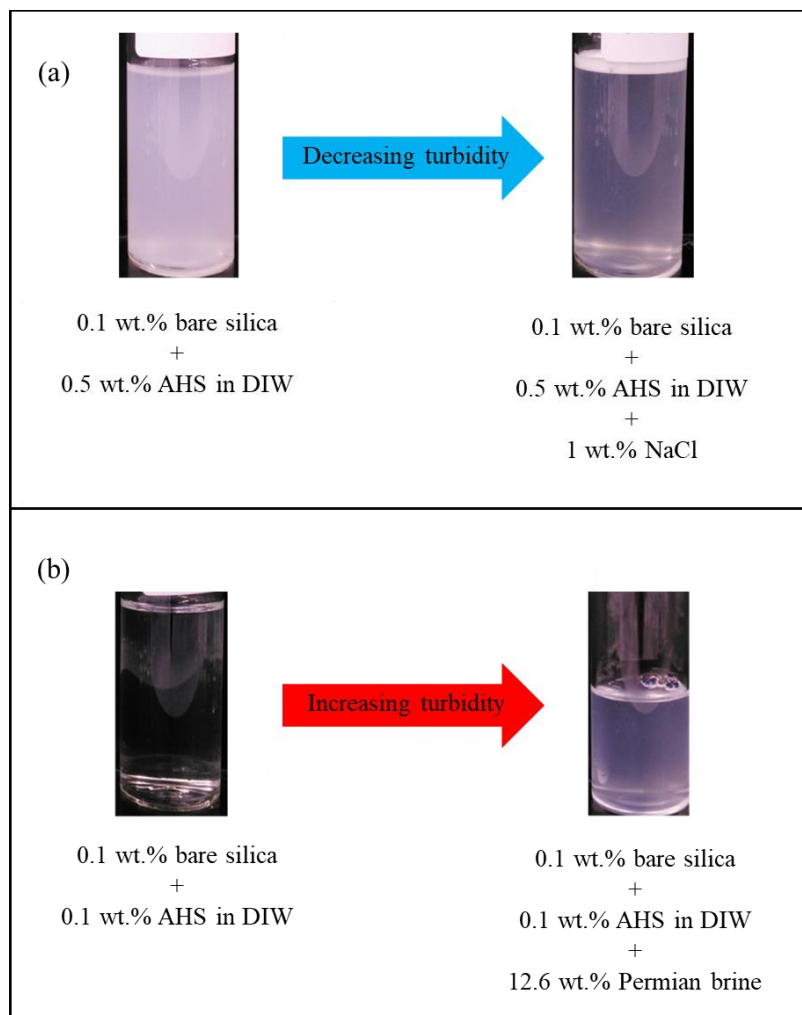 (a)
Decreasing turbidity
0.1 wt.% bare silica
+
0.5 wt.% AHS in DIW
0.1 wt.% bare silica
+
0.5 wt.% AHS in DIW
+
1 wt.% NaCl
(b)
Increasing turbidity
0.1 wt.% bare silica
+
0.1 wt.% AHS in DIW
0.1 wt.% bare silica
+
0.1 wt.% AHS in DIW
+
12.6 wt.% Permian brine